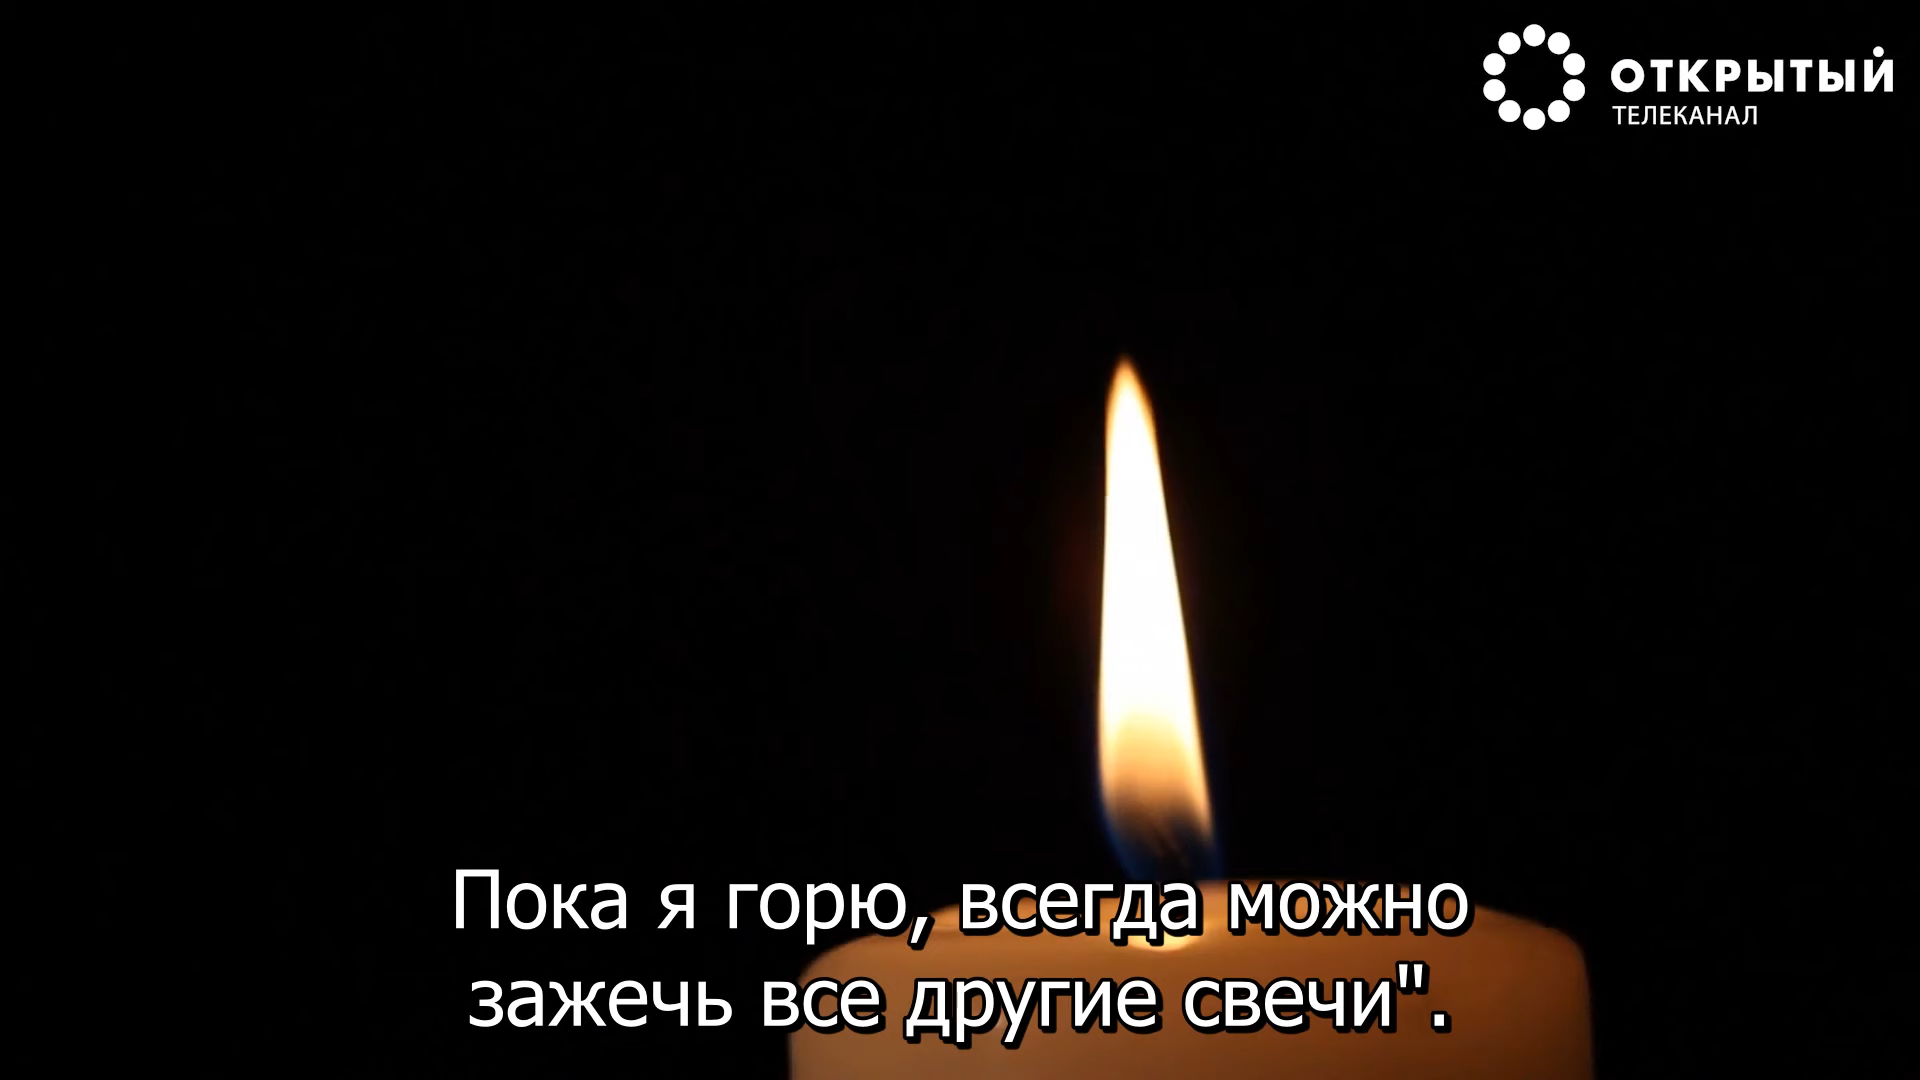 ОТКРЫТЫЙ
ТЕЛЕКАНАЛ
Пока я горю, всегда можно
зажечь все другие свечи".